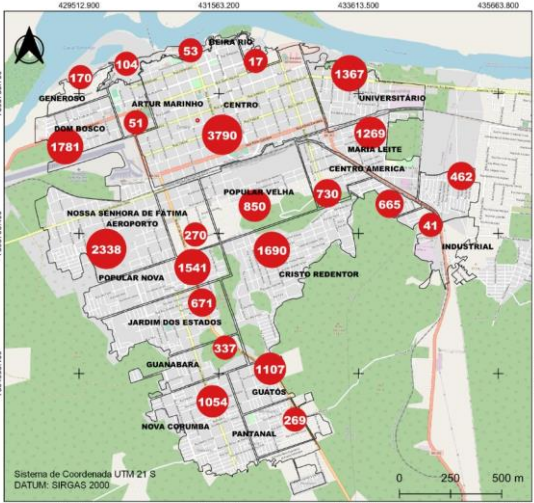 429512.900 431563.200 433613.500 435663.800
BEIRA RIO
53
17
104
170
1367
GENEROSO
ARTUR MARINHO
CENTRO
UNIVERSITÁRIO
51
DOM BOSCO
3790
1269
1781
MARIA LEITE
CENTRO AMERICA
462
POPULAR VELHA
730
850
665
NOSSA SENHORA DE FÁTIMA
AEROPORTO
41
270
2338
1690
INDUSTRIAL
1541
POPULAR NOVA
CRISTO REDENTOR
671
JARDIM DOS ESTADOS
337
GUANABARA
1107
GUATÓS
1054
269
NOVA CORUMBA
PANTANAL
Sistema de Coordenada UTM 21 S
DATUM: SIRGAS 2000
0 250 500 m